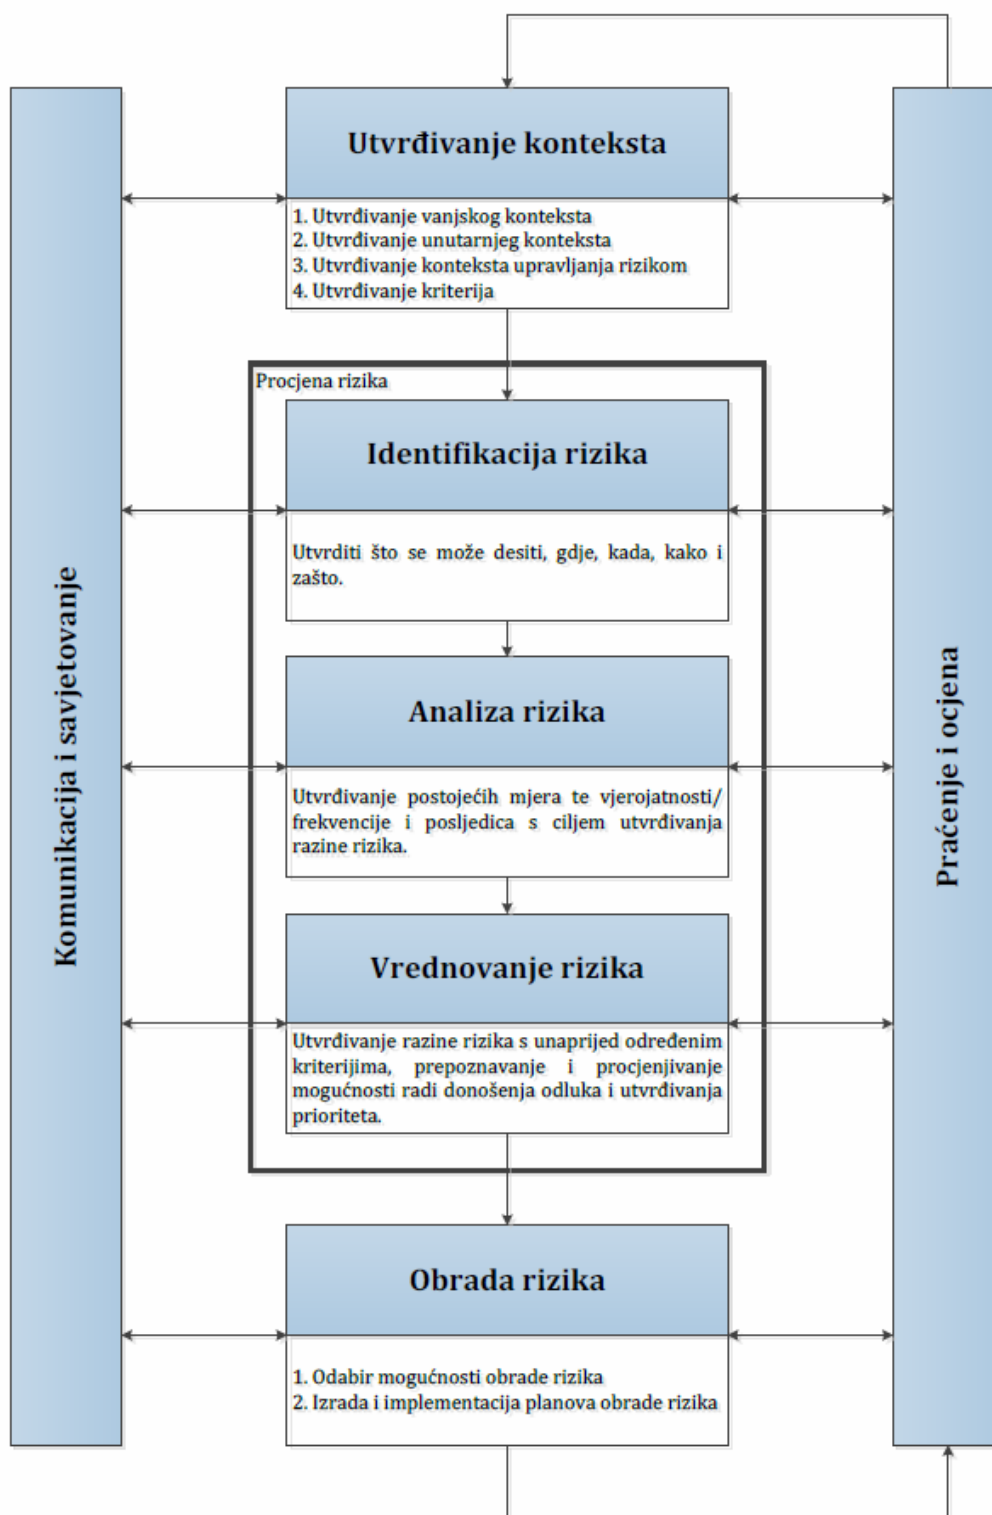 Utvrđivanje konteksta
1. Utvrđivanje vanjskog konteksta
2. Utvrđivanje unutarnjeg konteksta
3. Utvrđivanje konteksta upravljanja rizikom
4. Utvrđivanje kriterija
Procjena rizika
Identifikacija rizika
Utvrditi što se može desiti, gdje, kada, kako i
zašto.
Analiza rizika
Utvrđivanje postojećih mjera te vjerojatnosti/
frekvencije i posljedica s ciljem utvrđivanja
razine rizika.
Vrednovanje rizika
Utvrđivanje razine rizika s unaprijed određenim
kriterijima, prepoznavanje i procjenjivanje
mogućnosti radi donošenja odluka i utvrđivanja
prioriteta.
Obrada rizika
1. Odabir mogućnosti obrade rizika
2. Izrada i implementacija planova obrade rizika
Komunikacija i savjetovanje
Praćenje i ocjena